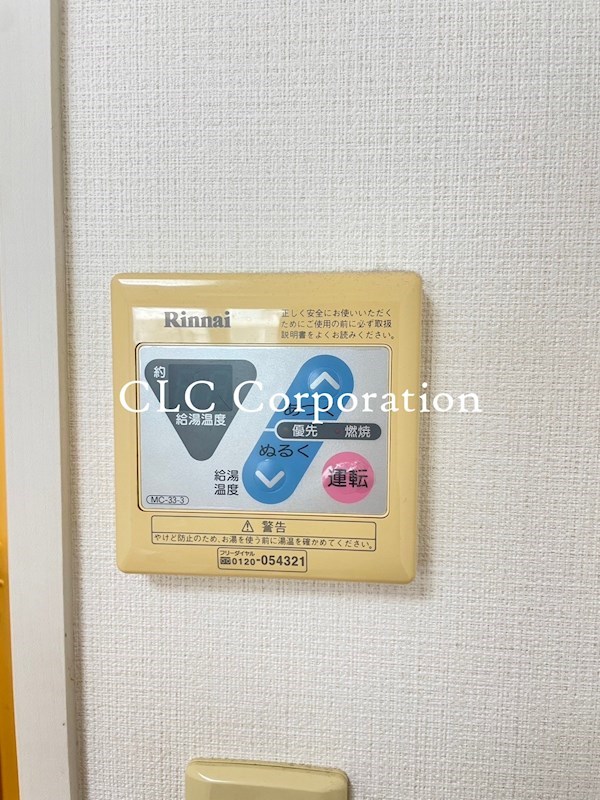 Rinnai
正しく安全にお使いいただく
ためにご使用の前に必ず取扱
説明書をよくお読みください。
約
給湯温度
あつく
CLC Corporation
優先 燃焼
ぬるく
給湯
温度
運転
MC-33-3
⚠ 警告
やけど防止のため、お湯を使う前に湯温を確かめてください。
フリーダイヤル
0120-054321